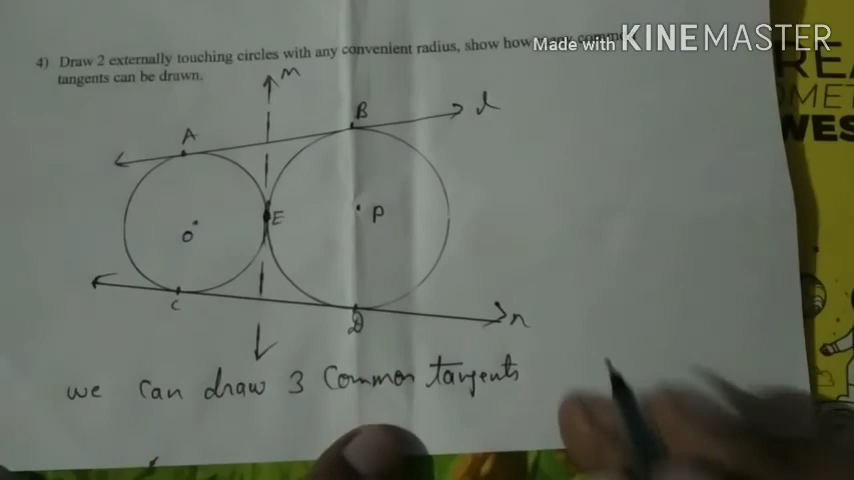 4) Draw 2 externally touching circles with any convenient radius, show how
tangents can be drawn.
Made with KINEMASTER
m
B
l
A
E
P
O
C
D
n
we can draw 3 common tangents